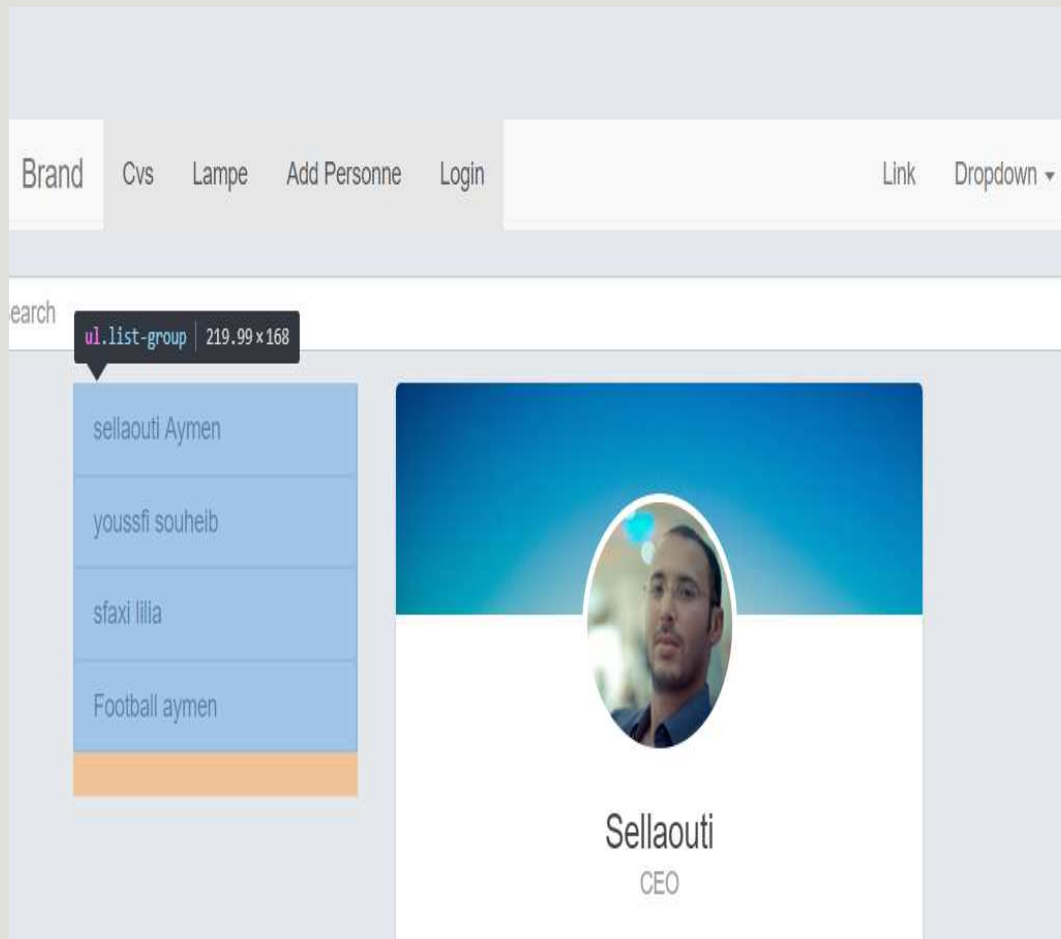 Brand Cvs Lampe Add Personne Login Link Dropdown
earch
ul.list-group | 219.99 × 168
sellaouti Aymen
youssfi souheib
sfaxi lilia
Football aymen
Sellaouti
CEO